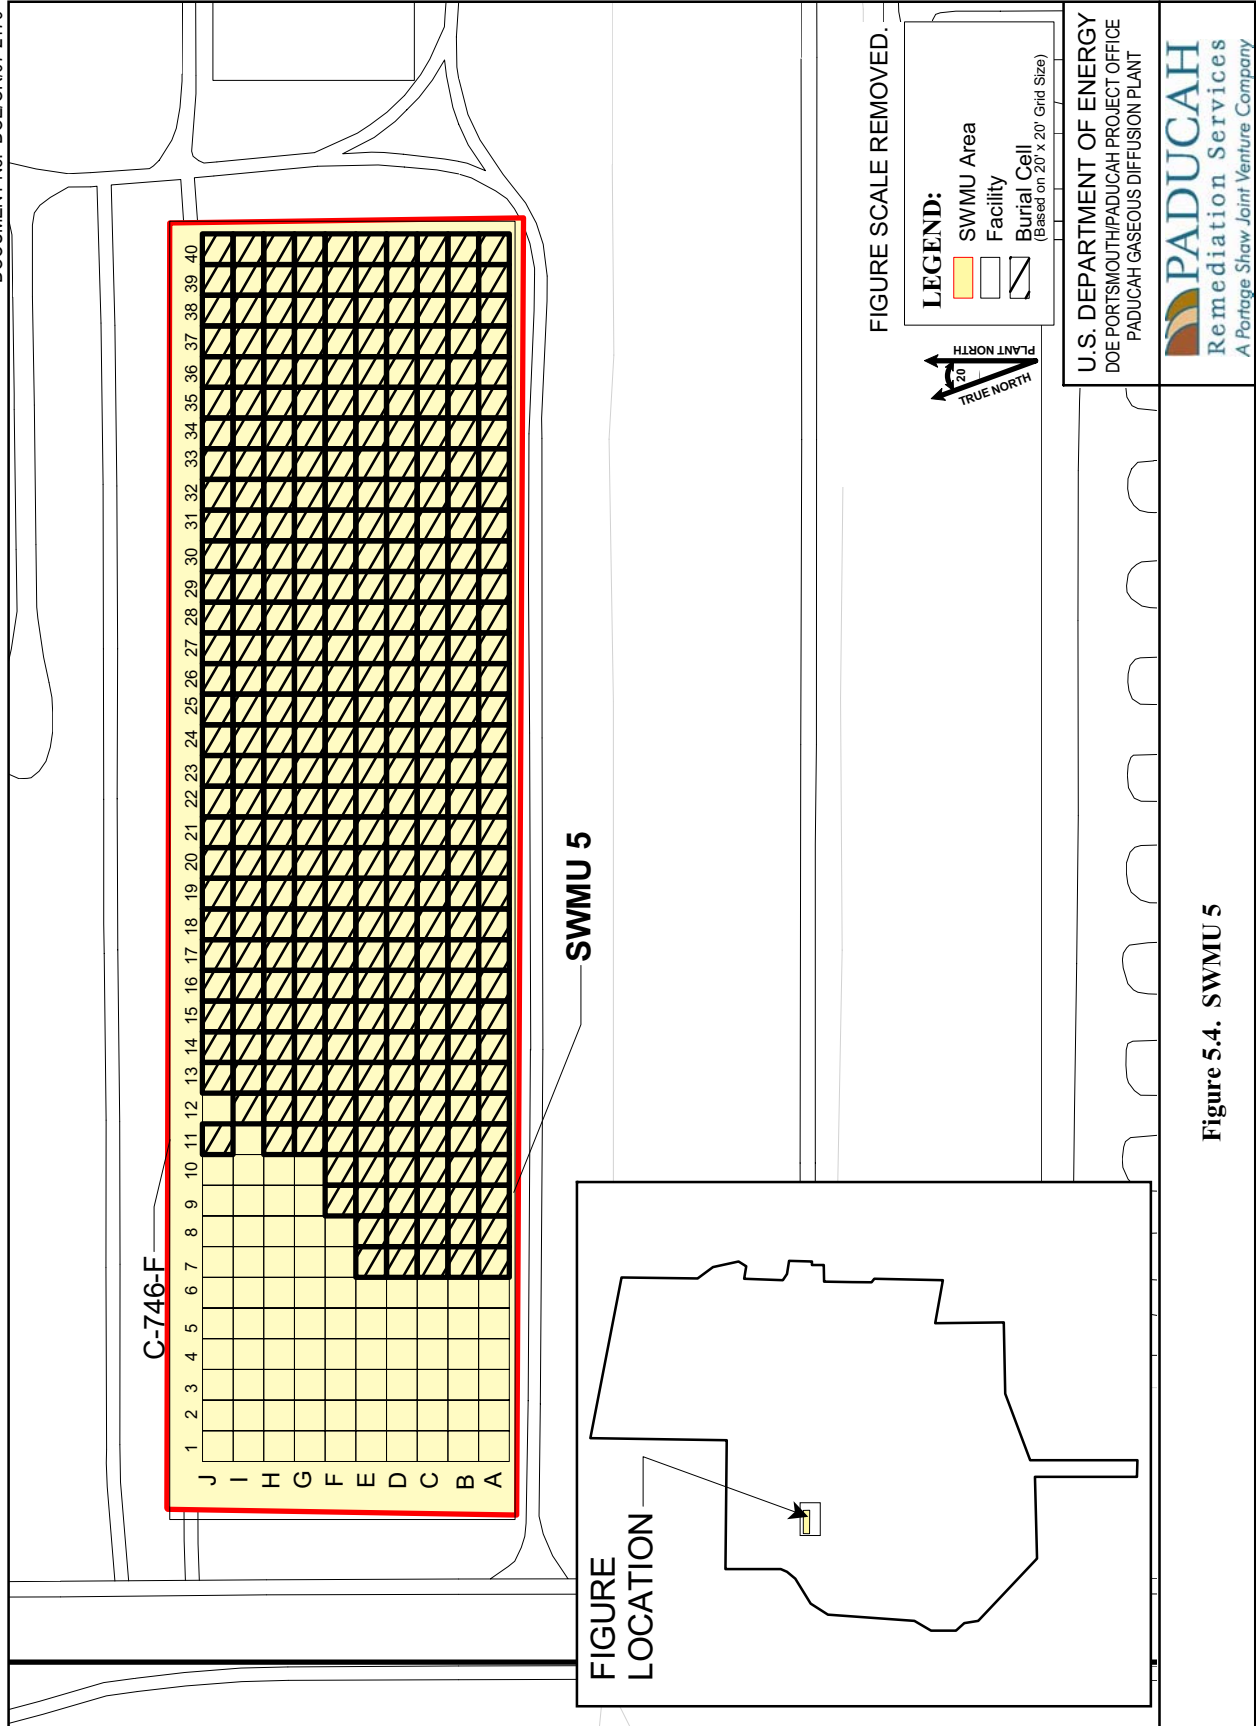 C-746-F
1 2 3 4 5 6 7 8 9 10 11 12 13 14 15 16 17 18 19 20 21 22 23 24 25 26 27 28 29 30 31 32 33 34 35 36 37 38 39 40
J
I
H
G
F
E
D
C
B
A
SWMU 5
FIGURE
LOCATION
FIGURE SCALE REMOVED.
LEGEND:
SWMU Area
Facility
Burial Cell
(Based on 20' x 20' Grid Size)
PLANT NORTH
20
TRUE NORTH
U.S. DEPARTMENT OF ENERGY
DOE PORTSMOUTH/PADUCAH PROJECT OFFICE
PADUCAH GASEOUS DIFFUSION PLANT
PADUCAH
Remediation Services
A Portage Shaw Joint Venture Company
Figure 5.4. SWMU 5